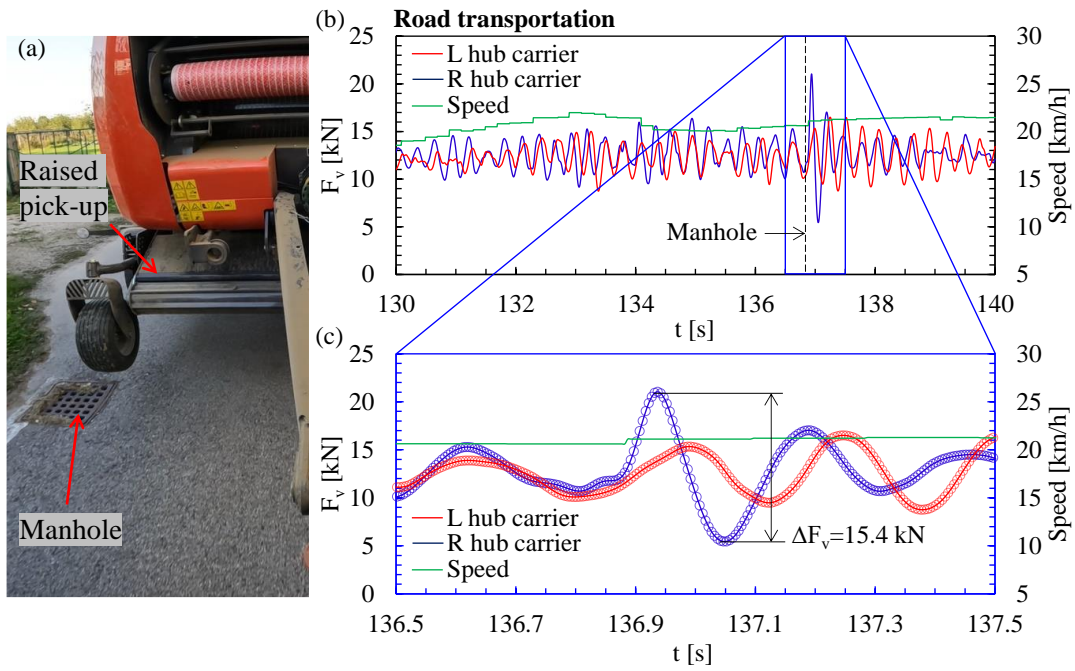 (a)
Raised
pick-up
Manhole
(b)
Road transportation
L hub carrier
R hub carrier
Speed
F_v [kN]
25
20
15
10
5
0
30
25
20
15
10
5
Speed [km/h]
Manhole
130 132 134 136 138 140
t [s]
(c)
F_v [kN]
25
20
15
10
5
0
L hub carrier
R hub carrier
Speed
ΔF_v=15.4 kN
30
25
20
15
10
5
Speed [km/h]
136.5 136.7 136.9 137.1 137.3 137.5
t [s]